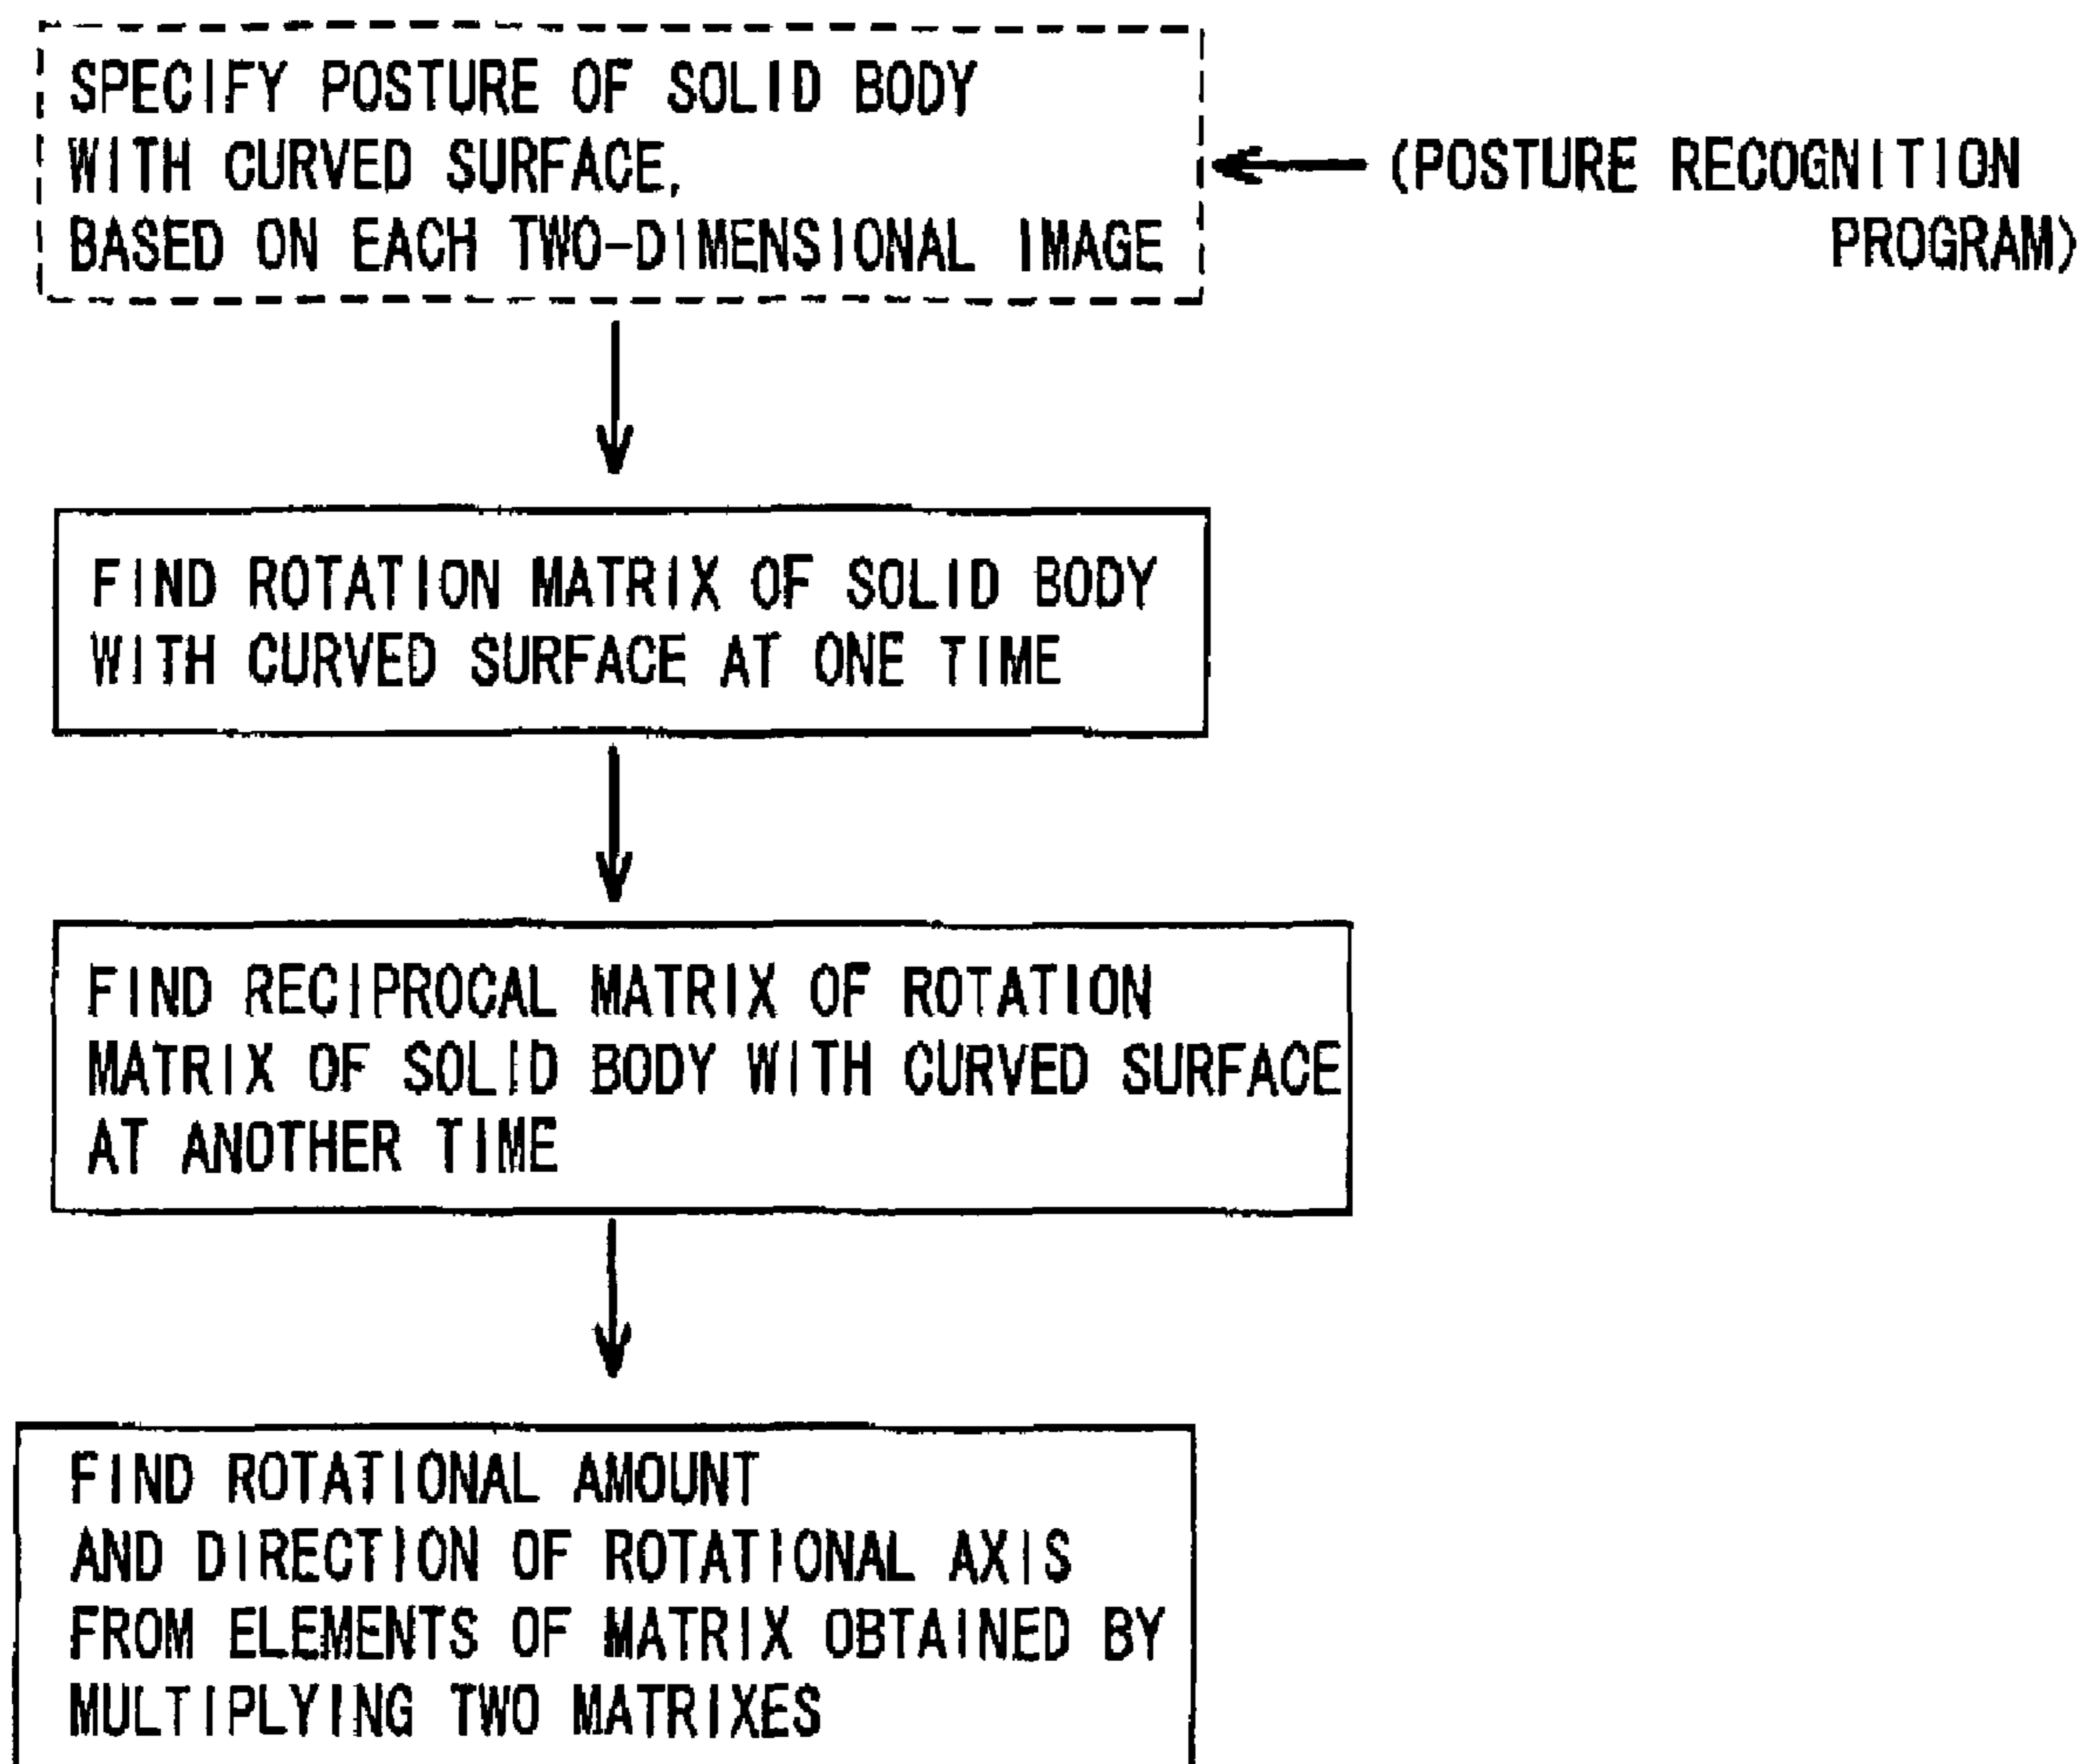 SPECIFY POSTURE OF SOLID BODY
WITH CURVED SURFACE,
BASED ON EACH TWO-DIMENSIONAL IMAGE
(POSTURE RECOGNITION
PROGRAM)
FIND ROTATION MATRIX OF SOLID BODY
WITH CURVED SURFACE AT ONE TIME
FIND RECIPROCAL MATRIX OF ROTATION
MATRIX OF SOLID BODY WITH CURVED SURFACE
AT ANOTHER TIME
FIND ROTATIONAL AMOUNT
AND DIRECTION OF ROTATIONAL AXIS
FROM ELEMENTS OF MATRIX OBTAINED BY
MULTIPLYING TWO MATRIXES